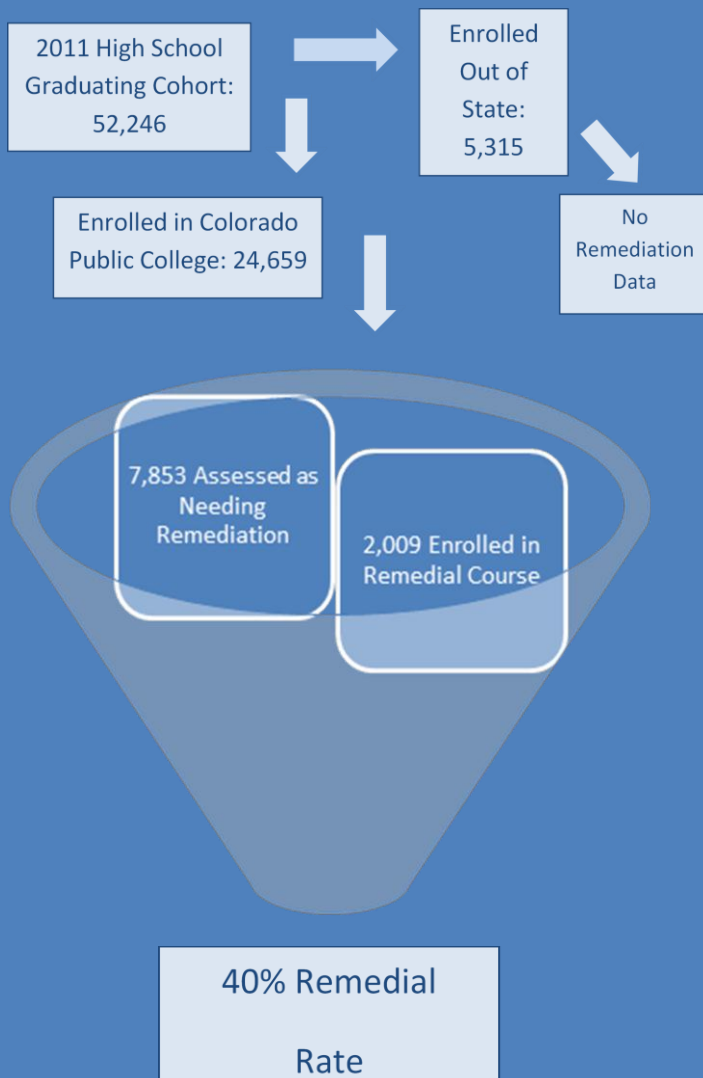 2011 High School
Graduating Cohort:
52,246
Enrolled
Out of
State:
5,315
Enrolled in Colorado
Public College: 24,659
No
Remediation
Data
7,853 Assessed as
Needing
Remediation
2,009 Enrolled in
Remedial Course
40% Remedial
Rate